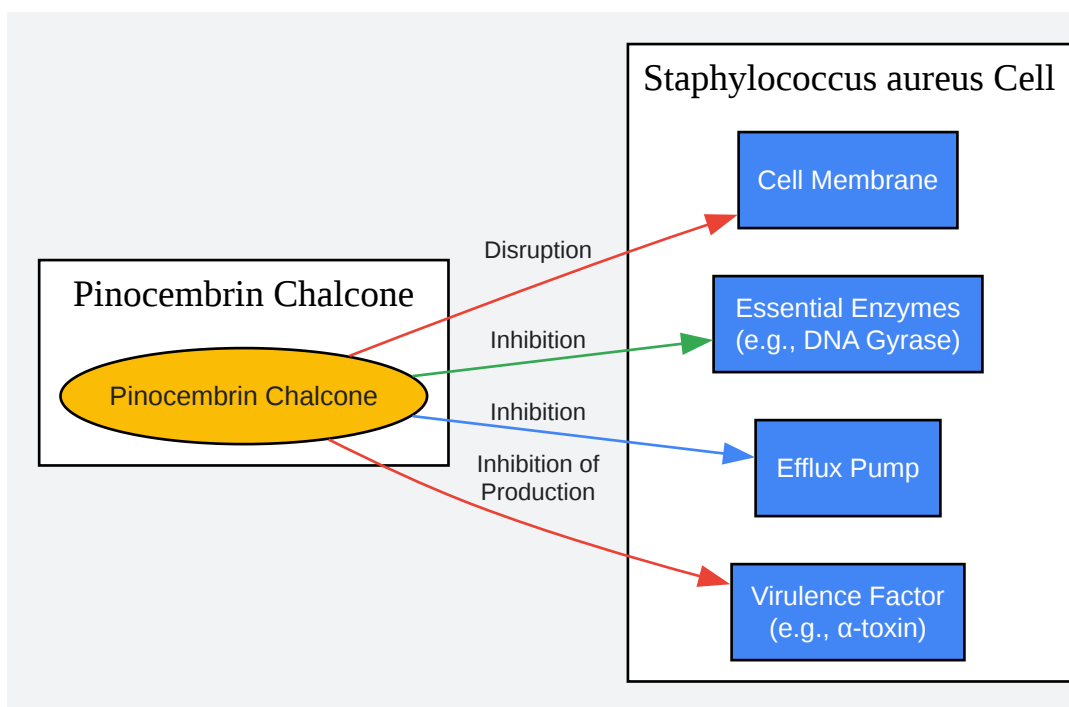 Staphylococcus aureus Cell
Cell Membrane
Disruption
Pinocembrin Chalcone
Essential Enzymes
(e.g., DNA Gyrase)
Inhibition
Pinocembrin Chalcone
Inhibition
Efflux Pump
Inhibition of
Production
Virulence Factor
(e.g., α-toxin)